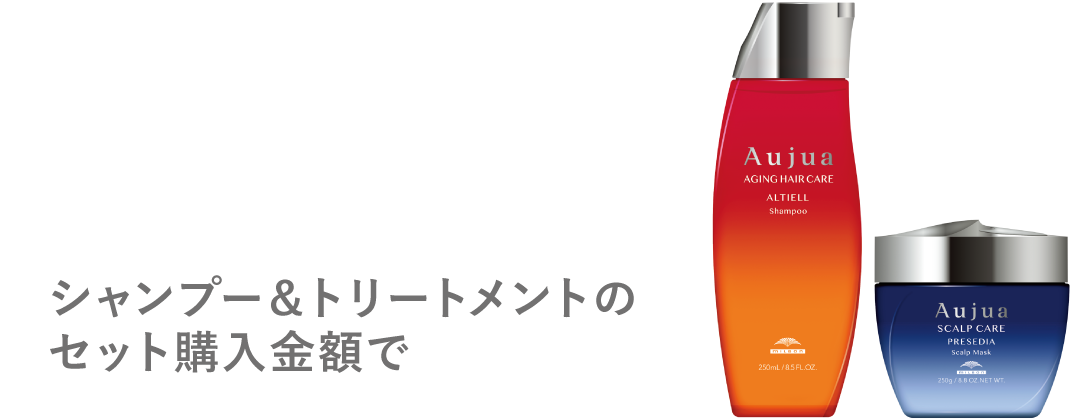 シャンプー&トリートメントの
セット購入金額で
Aujua
AGING HAIR CARE
ALTIELL
Shampoo
MILBON
250mL / 8.5 FL.OZ.
Aujua
SCALP CARE
PRESEDIA
Scalp Mask
MILBON
250g / 8.8 OZ. NET WT.